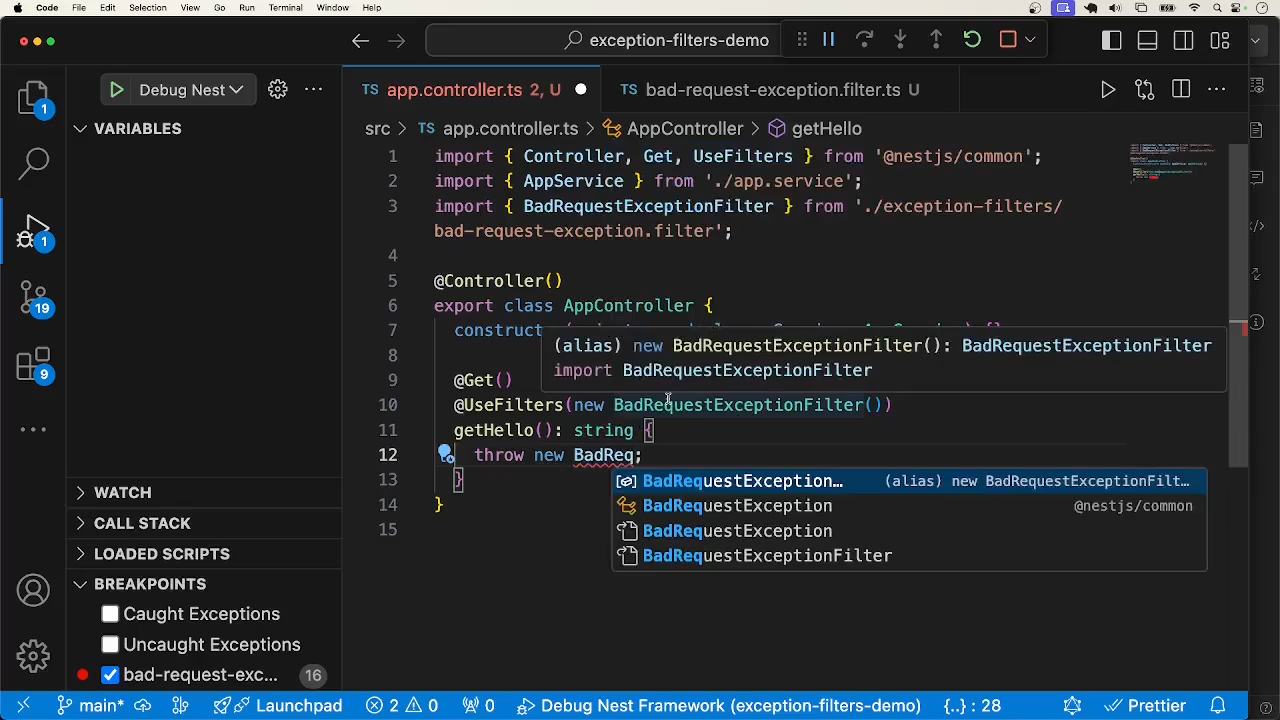 Code File Edit Selection View Go Run Terminal Window Help
exception-filters-demo
Debug Nest
TS app.controller.ts 2, U
TS bad-request-exception.filter.ts U
VARIABLES
src > TS app.controller.ts > AppController > getHello
1 import { Controller, Get, UseFilters } from '@nestjs/common';
2 import { AppService } from './app.service';
3 import { BadRequestExceptionFilter } from './exception-filters/
bad-request-exception.filter';
4
5 @Controller()
6 export class AppController {
7 construct
(alias) new BadRequestExceptionFilter(): BadRequestExceptionFilter
8
import BadRequestExceptionFilter
9 @Get()
10 @UseFilters(new BadRequestExceptionFilter())
11 getHello(): string {
12 throw new BadReq;
13 }
BadRequestException… (alias) new BadRequestExceptionFilt…
14 }
BadRequestException @nestjs/common
15
BadRequestException
BadRequestExceptionFilter
WATCH
CALL STACK
LOADED SCRIPTS
BREAKPOINTS
Caught Exceptions
Uncaught Exceptions
bad-request-exc... 16
1
1
19
9
main* Launchpad 2 0 0 Debug Nest Framework (exception-filters-demo) {..} : 28 Prettier